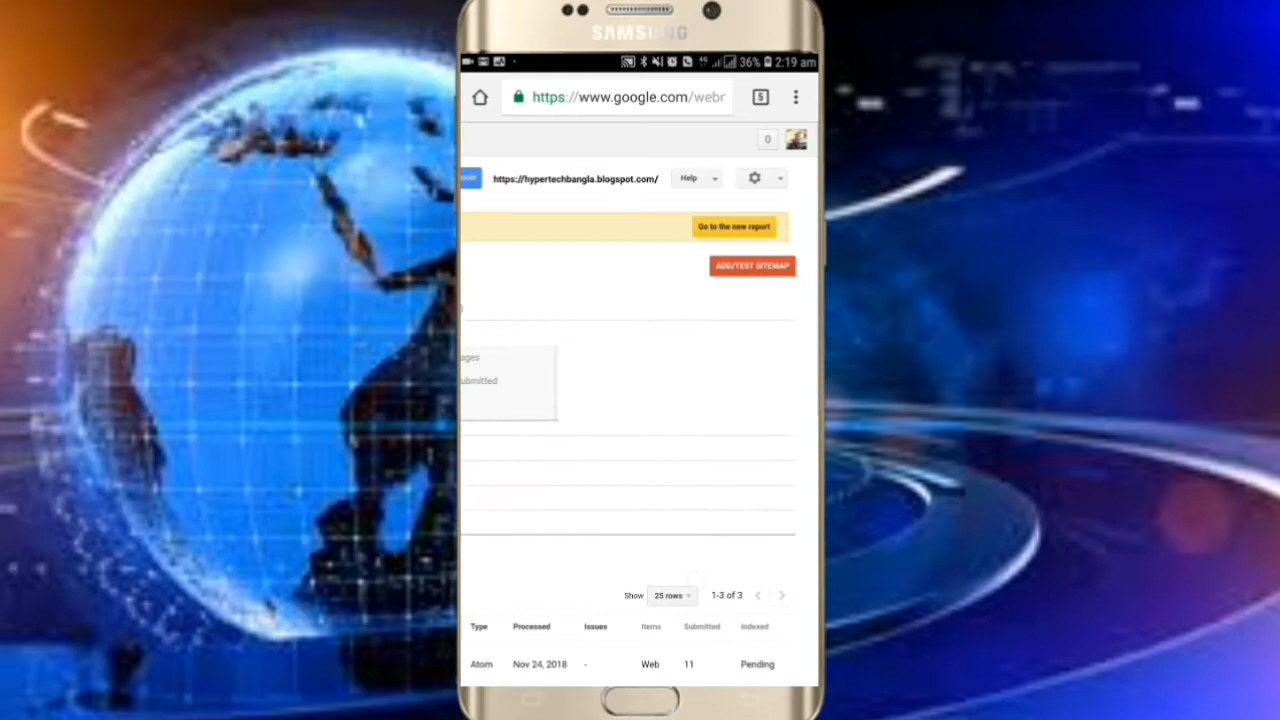 SAMSUNG
36% 2:19 am
https://www.google.com/webr
5
0
https://hypertechbangla.blogspot.com/
Help
Go to the new report
ADD/TEST SITEMAP
ages
ubmitted
Show 25 rows 1-3 of 3
Type Processed Issues Items Submitted Indexed
Atom Nov 24, 2018 - Web 11 Pending